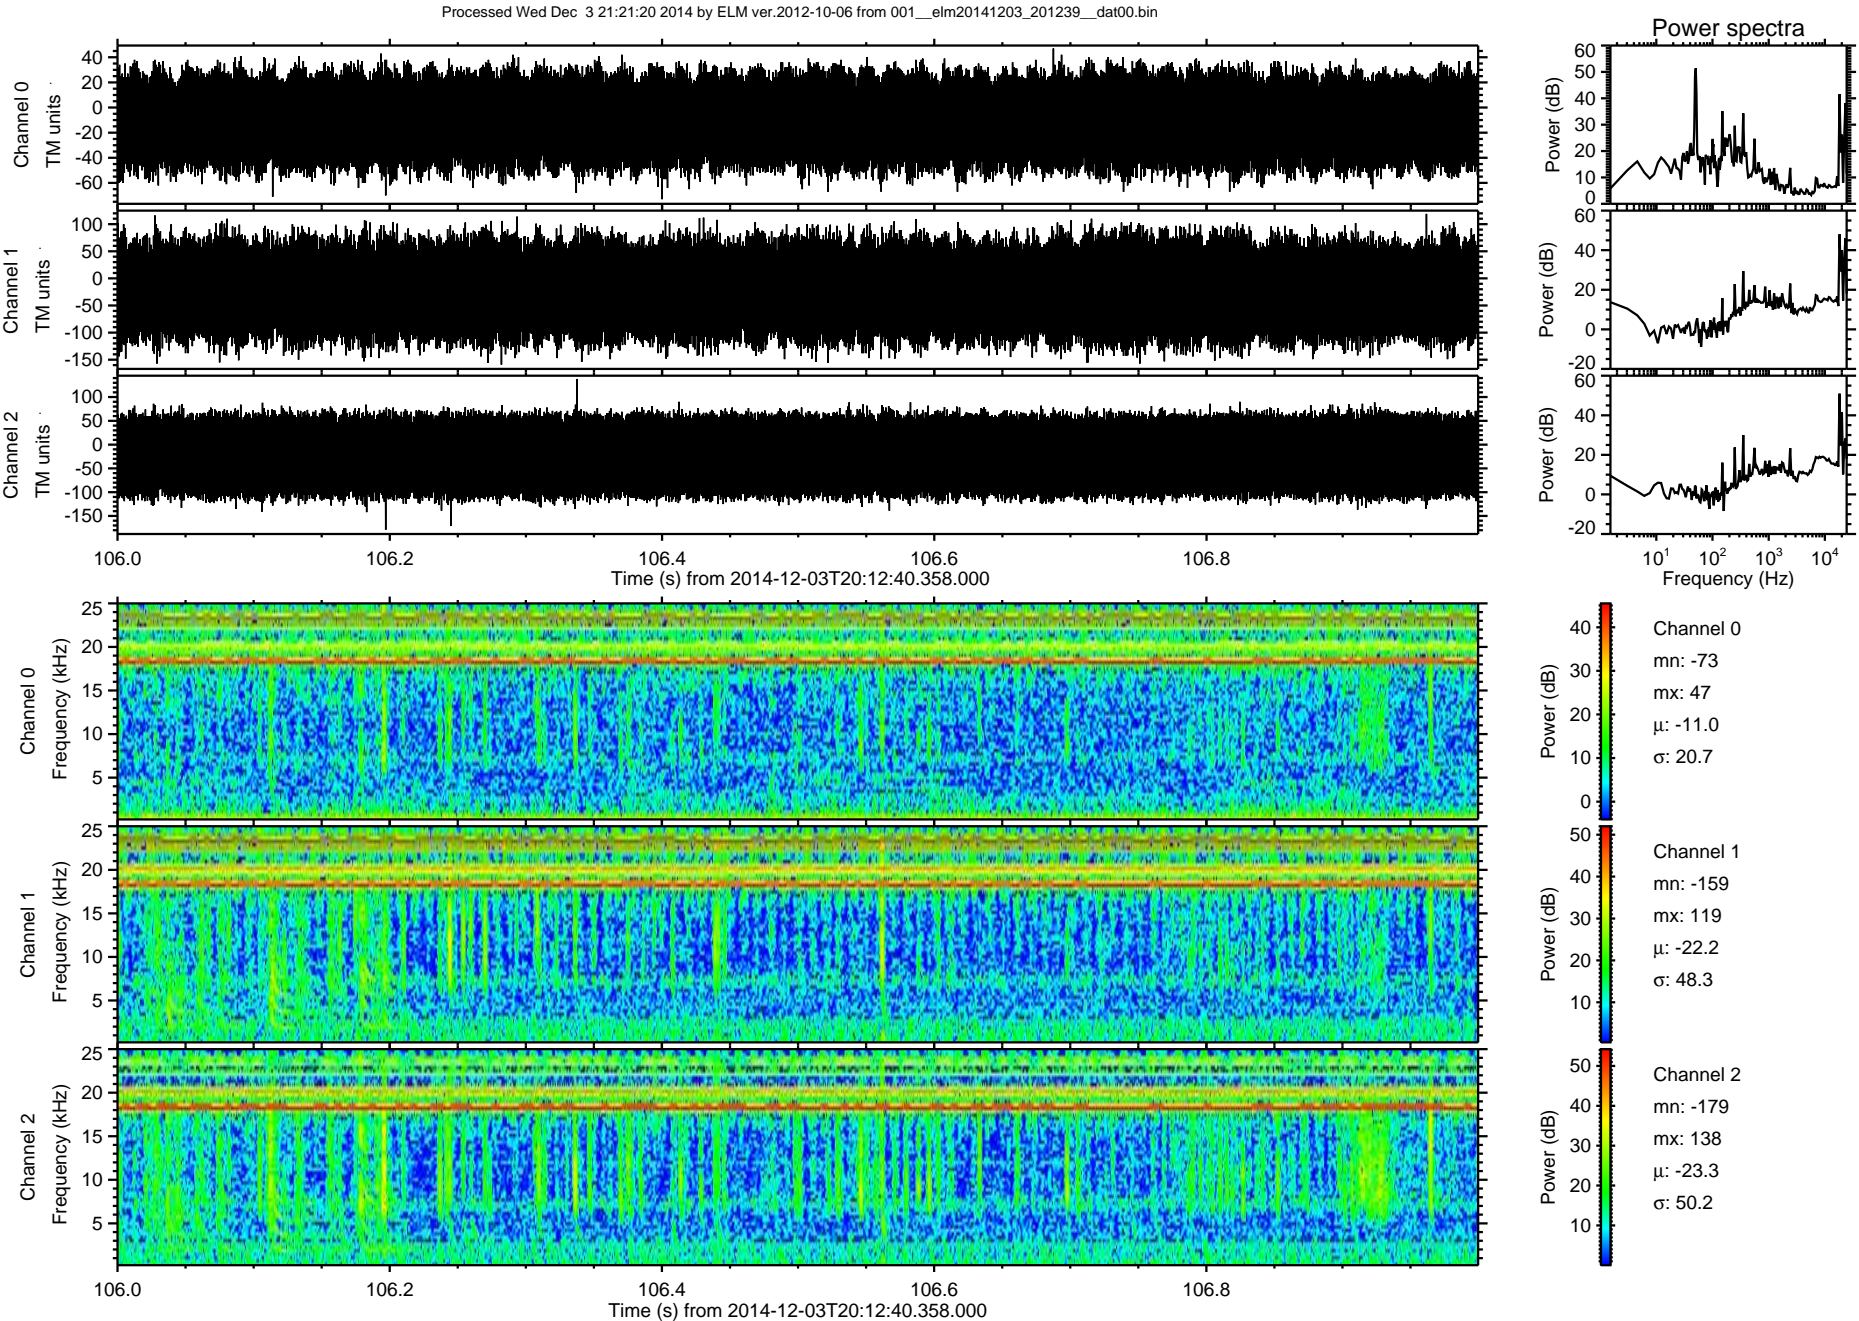 Processed Wed Dec  3 21:21:20 2014 by ELM ver.2012-10-06 from 001__elm20141203_201239__dat00.bin
Power spectra
Channel 0
TM units
40
20
0
-20
-40
-60
Power (dB)
60
50
40
30
20
10
0
Channel 1
TM units
100
50
0
-50
-100
-150
Power (dB)
60
40
20
0
-20
Channel 2
TM units
100
50
0
-50
-100
-150
Power (dB)
60
40
20
0
-20
106.0 106.2 106.4 106.6 106.8
Time (s) from 2014-12-03T20:12:40.358.000
10¹ 10² 10³ 10⁴
Frequency (Hz)
Channel 0
Frequency (kHz)
25
20
15
10
5
Power (dB)
40
30
20
10
0
Channel 0
mn: -73
mx: 47
μ: -11.0
σ: 20.7
Channel 1
Frequency (kHz)
25
20
15
10
5
Power (dB)
50
40
30
20
10
Channel 1
mn: -159
mx: 119
μ: -22.2
σ: 48.3
Channel 2
Frequency (kHz)
25
20
15
10
5
Power (dB)
50
40
30
20
10
Channel 2
mn: -179
mx: 138
μ: -23.3
σ: 50.2
106.0 106.2 106.4 106.6 106.8
Time (s) from 2014-12-03T20:12:40.358.000